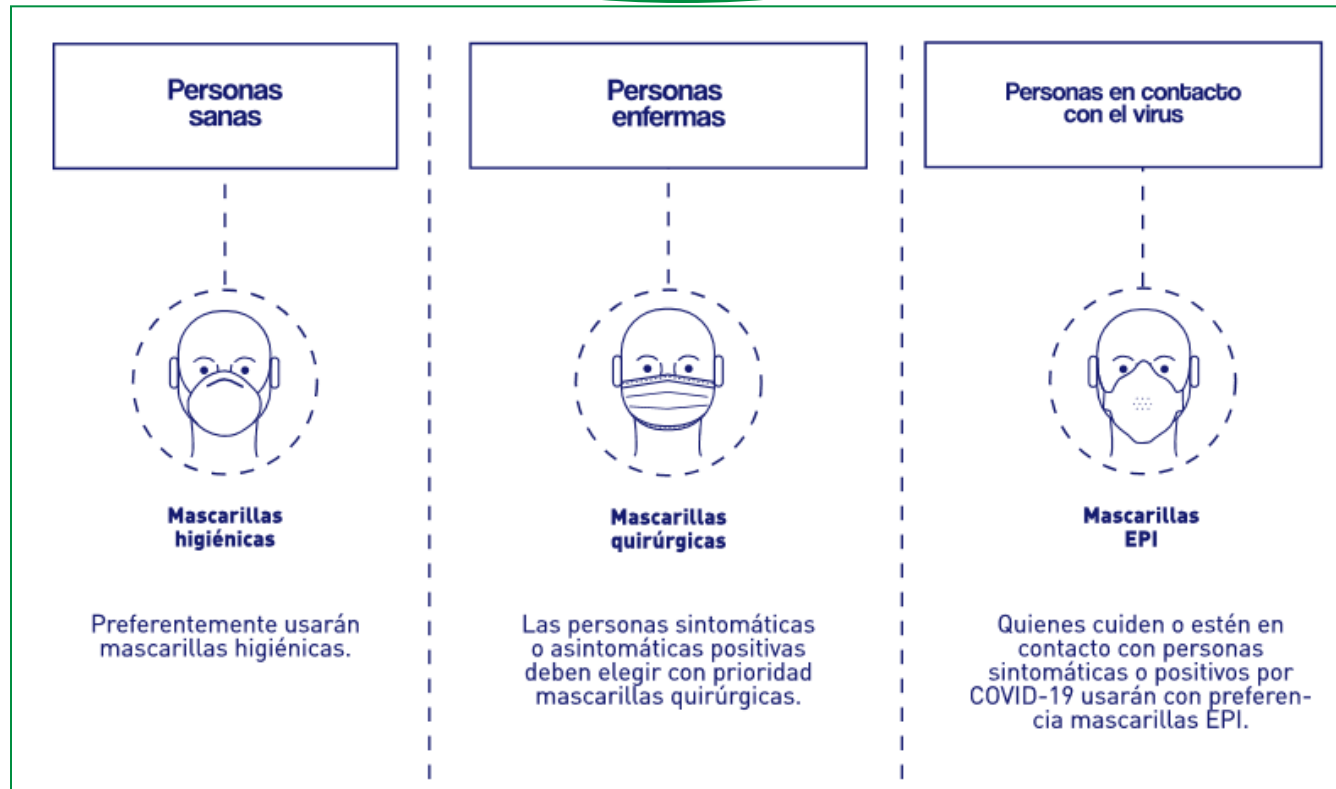 Personas
sanas
Mascarillas
higiénicas
Preferentemente usarán
mascarillas higiénicas.
Personas
enfermas
Mascarillas
quirúrgicas
Las personas sintomáticas
o asintomáticas positivas
deben elegir con prioridad
mascarillas quirúrgicas.
Personas en contacto
con el virus
Mascarillas
EPI
Quienes cuiden o estén en
contacto con personas
sintomáticas o positivos por
COVID-19 usarán con preferen-
cia mascarillas EPI.